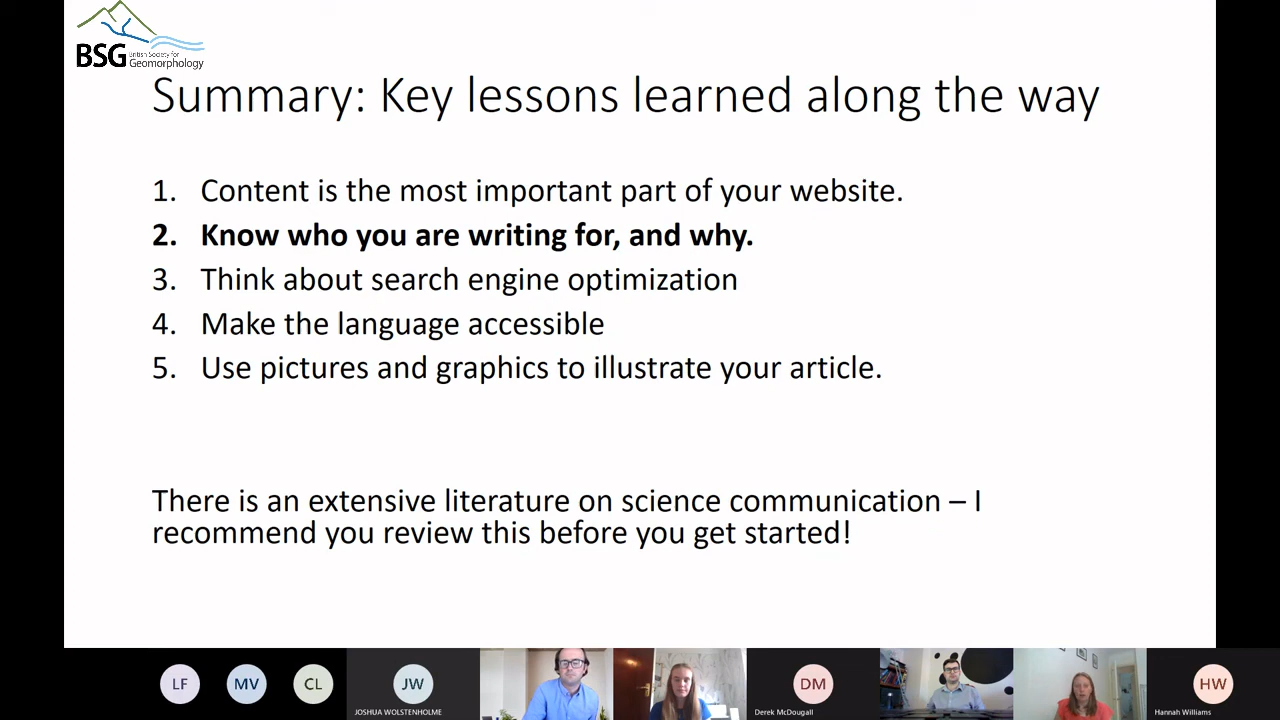 BSG British Society for
Geomorphology
Summary: Key lessons learned along the way
1. Content is the most important part of your website.
2. Know who you are writing for, and why.
3. Think about search engine optimization
4. Make the language accessible
5. Use pictures and graphics to illustrate your article.
There is an extensive literature on science communication – I
recommend you review this before you get started!
LF MV CL JW DM HW
JOSHUA WOLSTENHOLME Derek McDougall Hannah Williams